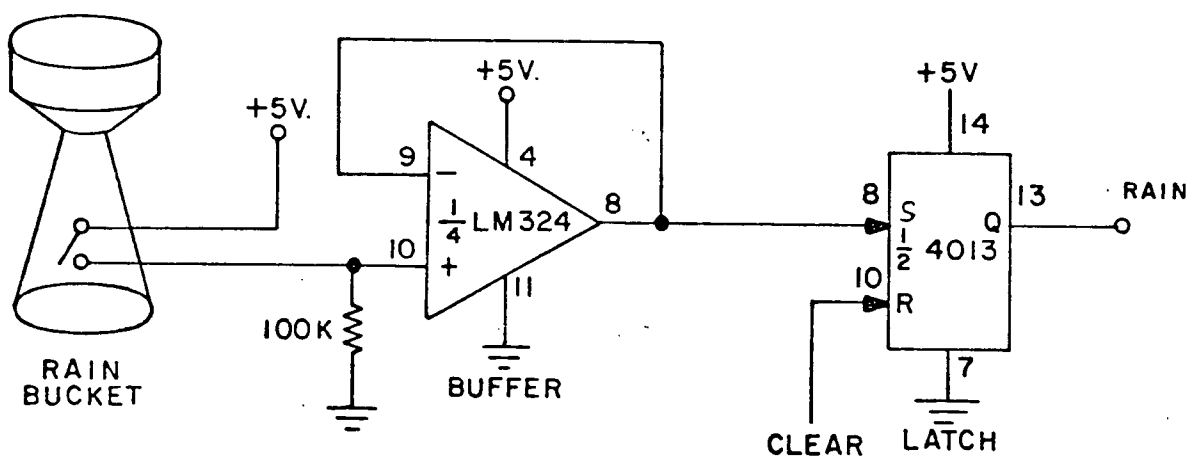 +5V.
+5V.
+5V
14
9
4
−
8
8
13
RAIN
S
Q
1/4 LM324
1/2 4013
10
+
10
R
11
100K
7
RAIN
BUCKET
BUFFER
CLEAR
LATCH